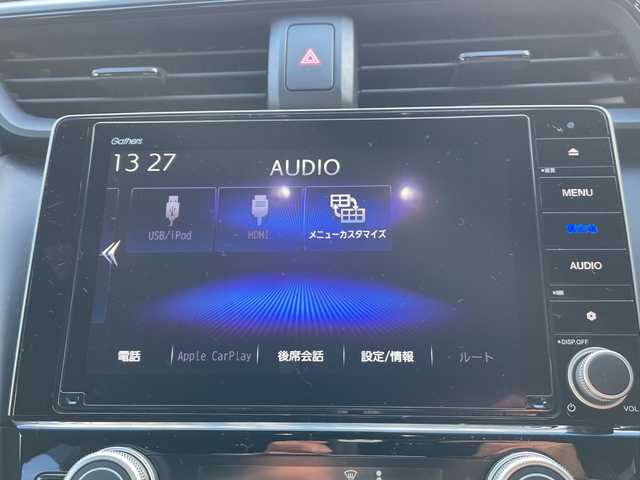 Gathers
13 27
AUDIO
USB/iPod
HDMI
メニューカスタマイズ
電話
Apple CarPlay
後席会話
設定/情報
ルート
MENU
AUDIO
DISP.OFF
VOL